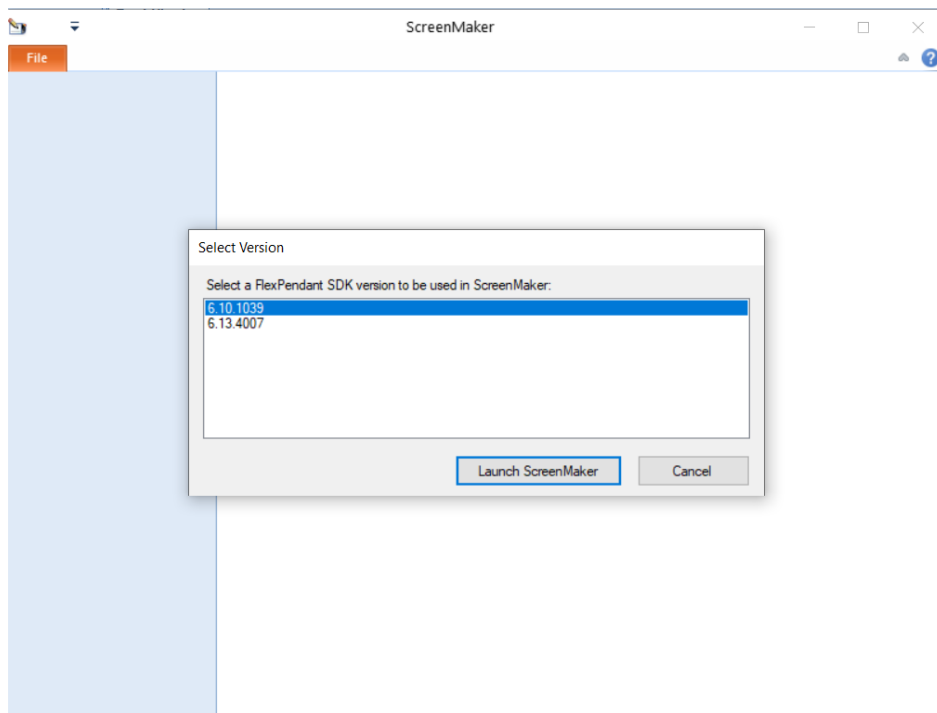 ScreenMaker
File
?
Select Version
Select a FlexPendant SDK version to be used in ScreenMaker:
6.10.1039
6.13.4007
Launch ScreenMaker
Cancel